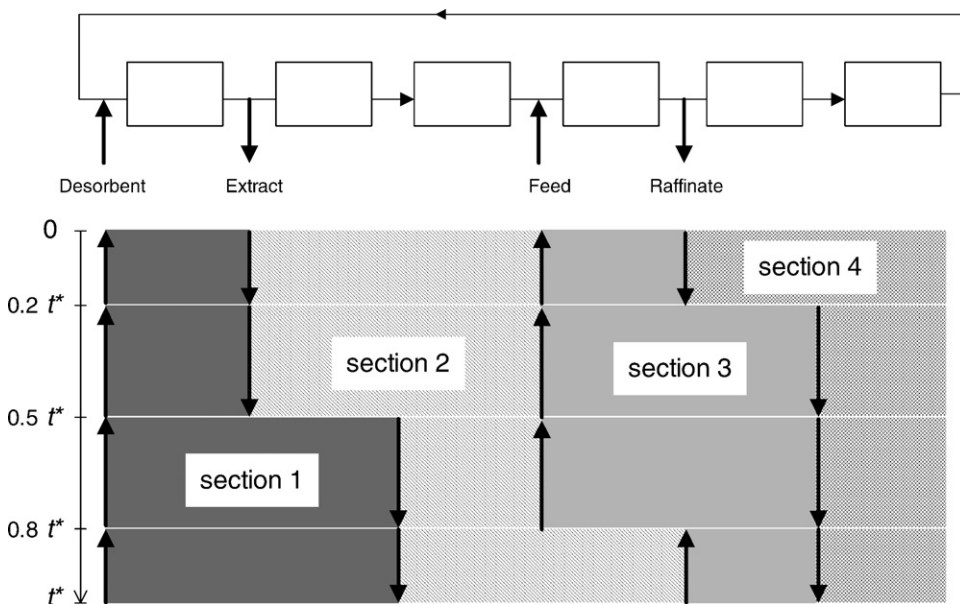 Desorbent Extract Feed Raffinate
0
section 4
0.2 t*
section 2 section 3
0.5 t*
section 1
0.8 t*
t*